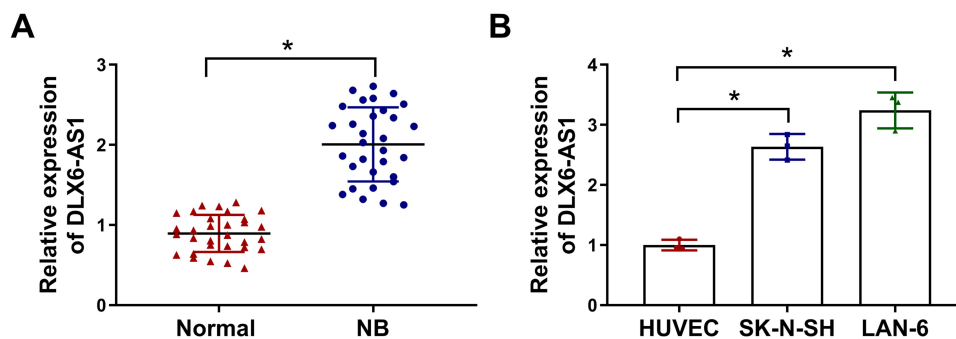 A
*
Relative expression
of DLX6-AS1
3
2
1
0
Normal
NB
B
*
*
Relative expression
of DLX6-AS1
4
3
2
1
0
HUVEC
SK-N-SH
LAN-6